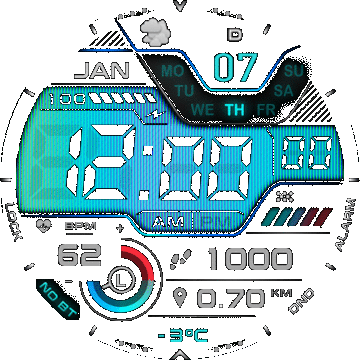 D
JAN
07
MO TU WE TH FR SA SU
100
12:00 00
AM PM
LOCK
BPM
+
62
-
L
1000
0.70 KM
NO BT
ALARM
DND
-3°C